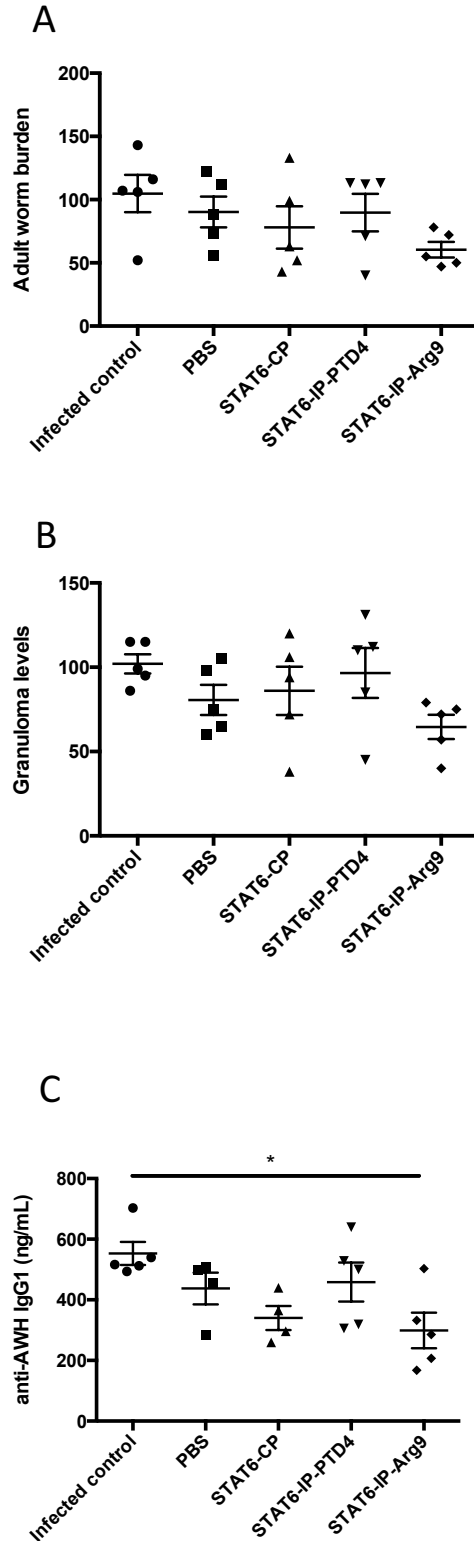 A
Adult worm burden
200
150
100
50
0
Infected control
PBS
STAT6-CP
STAT6-IP-PTD4
STAT6-IP-Arg9
B
Granuloma levels
150
100
50
0
Infected control
PBS
STAT6-CP
STAT6-IP-PTD4
STAT6-IP-Arg9
C
anti-AWH IgG1 (ng/mL)
800
600
400
200
0
*
Infected control
PBS
STAT6-CP
STAT6-IP-PTD4
STAT6-IP-Arg9